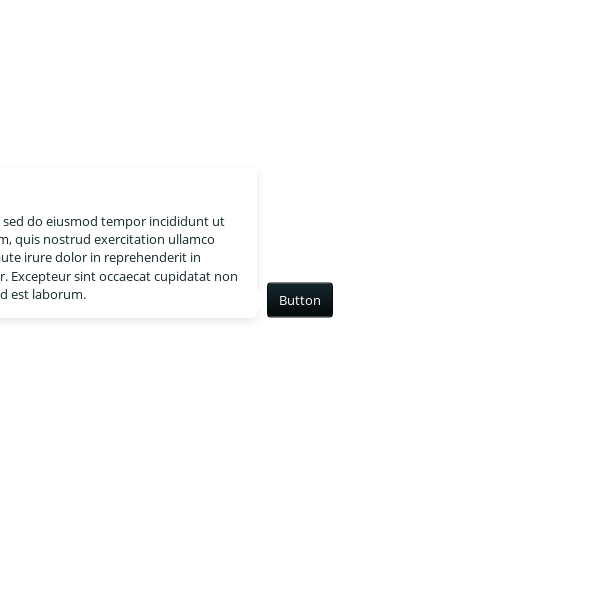 sed do eiusmod tempor incididunt ut
quis nostrud exercitation ullamco
irure dolor in reprehenderit in
Excepteur sint occaecat cupidatat non
est laborum.
Button